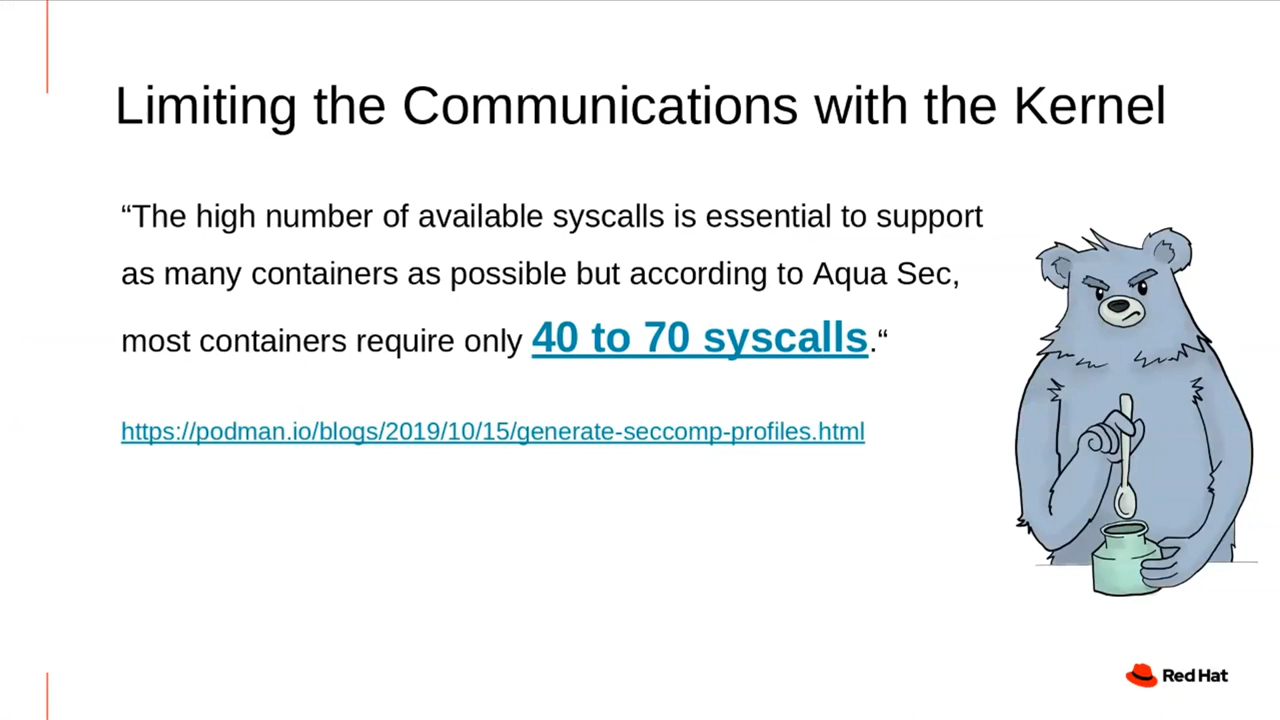 Limiting the Communications with the Kernel
“The high number of available syscalls is essential to support
as many containers as possible but according to Aqua Sec,
most containers require only 40 to 70 syscalls.“
https://podman.io/blogs/2019/10/15/generate-seccomp-profiles.html
Red Hat